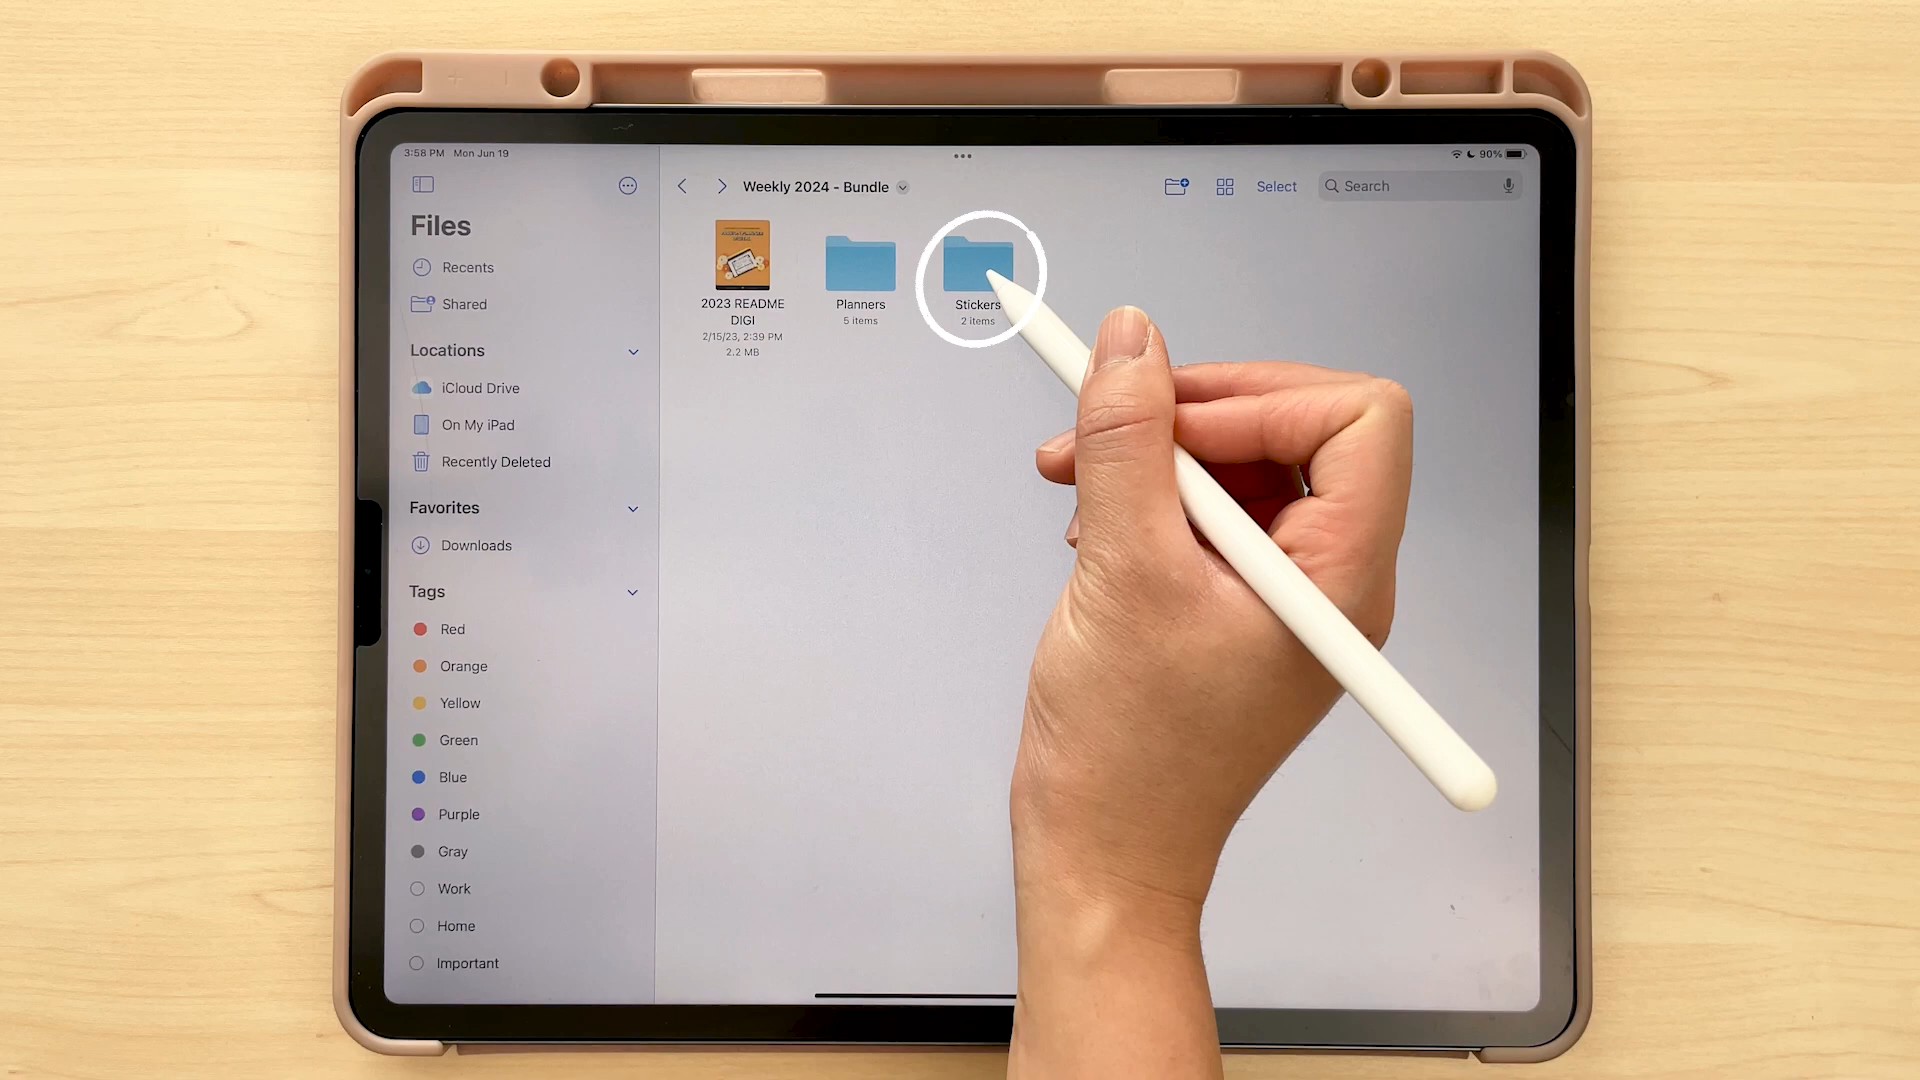 3:58 PM Mon Jun 19
90%
Files
Recents
Shared
Locations
iCloud Drive
On My iPad
Recently Deleted
Favorites
Downloads
Tags
Red
Orange
Yellow
Green
Blue
Purple
Gray
Work
Home
Important
Weekly 2024 - Bundle
Select
Search
2023 README
DIGI
2/15/23, 2:39 PM
2.2 MB
Planners
5 items
Stickers
2 items